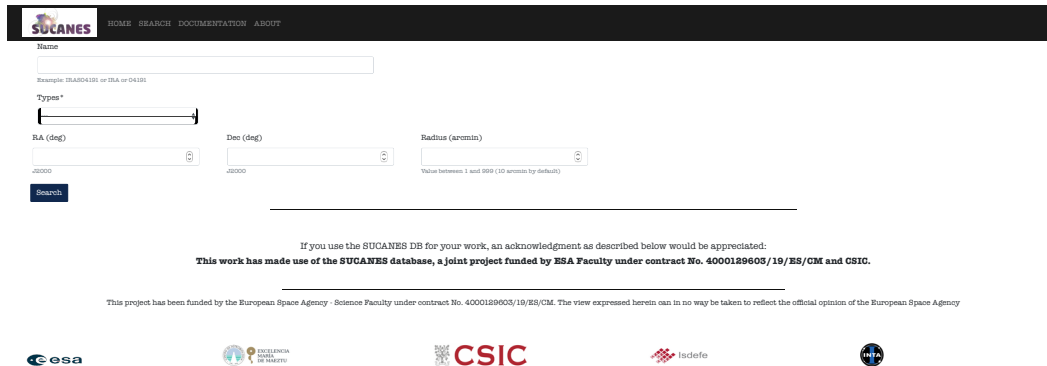 SUCANES HOME SEARCH DOCUMENTATION ABOUT
Name
Example: IRAS04191 or IRA or 04191
Types*
RA (deg) Dec (deg) Radius (arcmin)
J2000 J2000 Value between 1 and 999 (10 arcmin by default)
Search
If you use the SUCANES DB for your work, an acknowledgment as described below would be appreciated:
This work has made use of the SUCANES database, a joint project funded by ESA Faculty under contract No. 4000129603/19/ES/CM and CSIC.
This project has been funded by the European Space Agency - Science Faculty under contract No. 4000129603/19/ES/CM. The view expressed herein can in no way be taken to reflect the official opinion of the European Space Agency
esa
EXCELENCIA
MARÍA
DE MAEZTU
CSIC
Isdefe
INTA